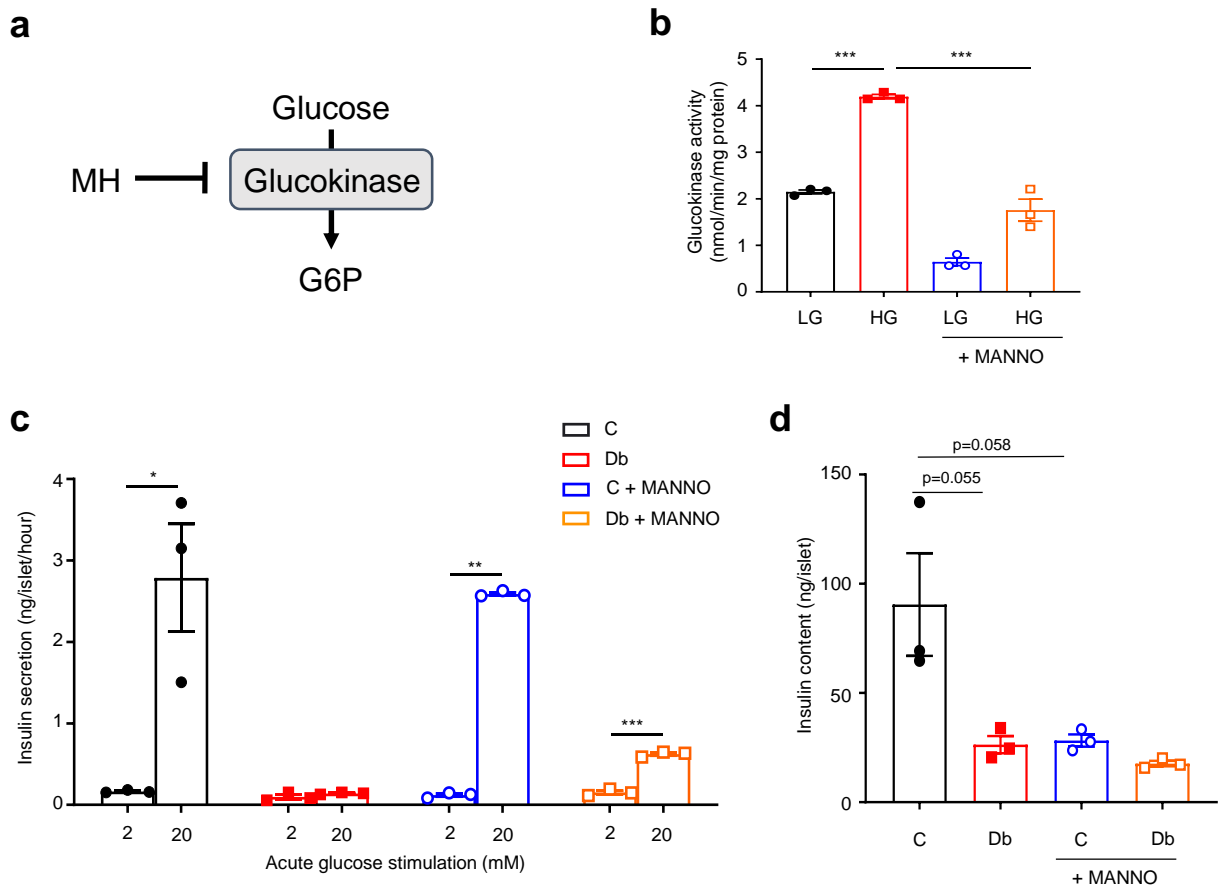 a
Glucose
MH
Glucokinase
G6P
b
Glucokinase activity
(nmol/min/mg protein)
5
4
3
2
1
0
***
***
LG
HG
LG
HG
+ MANNO
c
C
Db
C + MANNO
Db + MANNO
Insulin secretion (ng/islet/hour)
4
3
2
1
0
*
**
***
2
20
2
20
2
20
2
20
Acute glucose stimulation (mM)
d
p=0.058
p=0.055
Insulin content (ng/islet)
150
100
50
0
C
Db
C
Db
+ MANNO